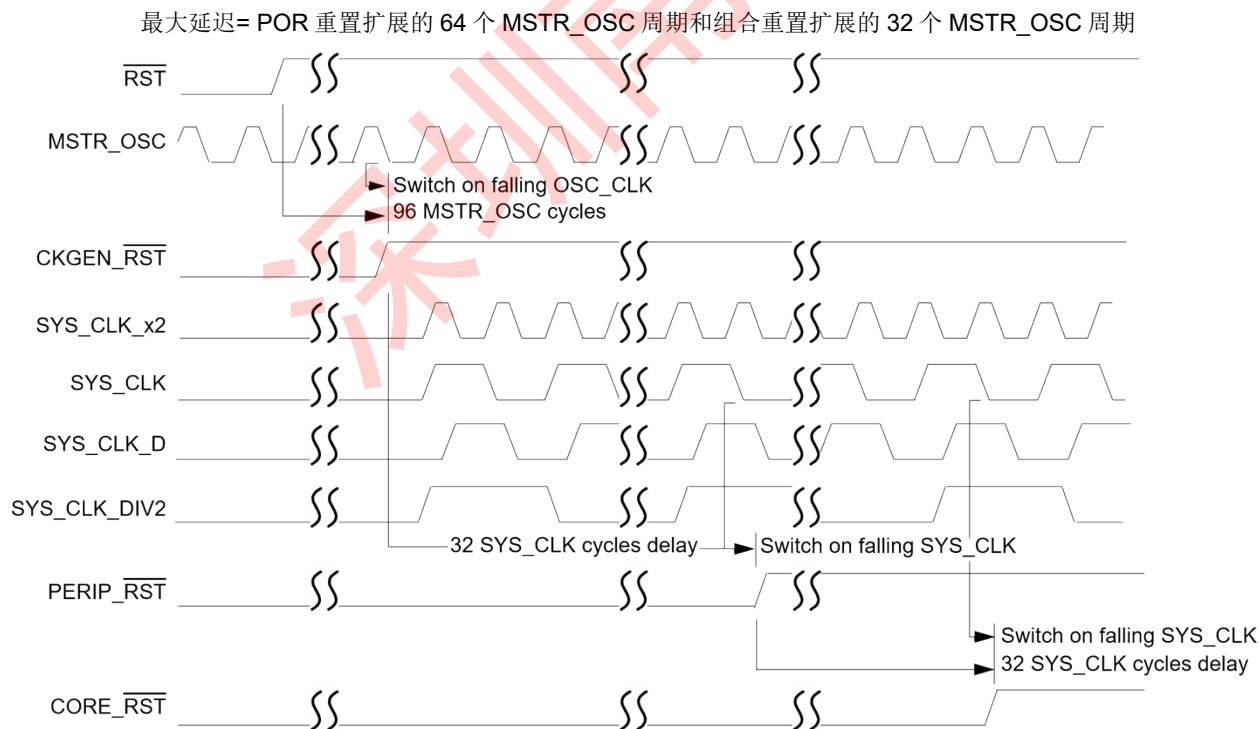 最大延迟= POR 重置扩展的 64 个 MSTR_OSC 周期和组合重置扩展的 32 个 MSTR_OSC 周期
RST
MSTR_OSC
Switch on falling OSC_CLK
96 MSTR_OSC cycles
CKGEN_RST
SYS_CLK_x2
SYS_CLK
SYS_CLK_D
SYS_CLK_DIV2
32 SYS_CLK cycles delay
Switch on falling SYS_CLK
PERIP_RST
Switch on falling SYS_CLK
32 SYS_CLK cycles delay
CORE_RST
深圳南